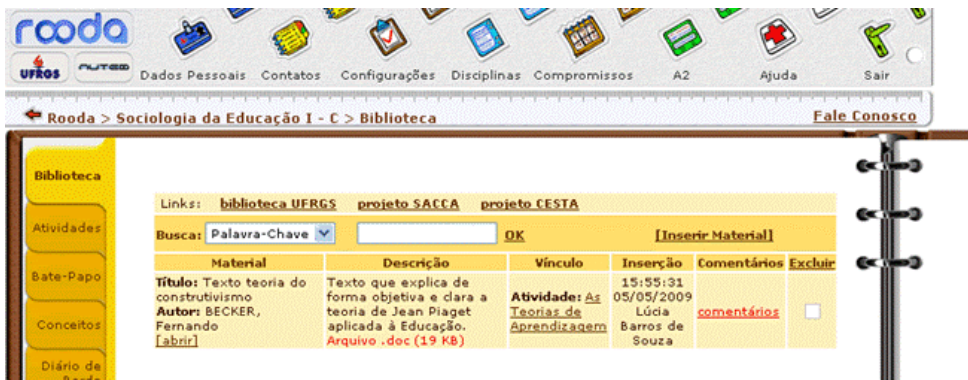 rooda
UFRGS NUTED
Dados Pessoais Contatos Configurações Disciplinas Compromissos A2 Ajuda Sair
Rooda > Sociologia da Educação I - C > Biblioteca Fale Conosco
Biblioteca
Atividades
Bate-Papo
Conceitos
Diário de
Links: biblioteca UFRGS projeto SACCA projeto CESTA
Busca: Palavra-Chave OK [Inserir Material]
Material Descrição Vínculo Inserção Comentários Excluir
Título: Texto teoria do
construtivismo
Autor: BECKER,
Fernando
[abrir]
Texto que explica de
forma objetiva e clara a
teoria de Jean Piaget
aplicada à Educação.
Arquivo .doc (19 KB)
Atividade: As
Teorias de
Aprendizagem
15:55:31
05/05/2009
Lúcia
Barros de
Souza
comentários